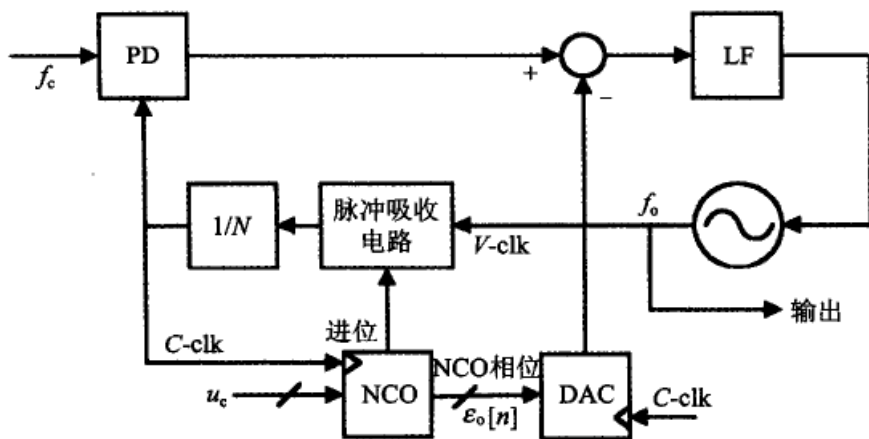 PD
+
−
LF
f_c
1/N
脉冲吸收
电路
V-clk
f_o
输出
进位
C-clk
NCO相位
u_c
NCO
ε_o[n]
DAC
C-clk